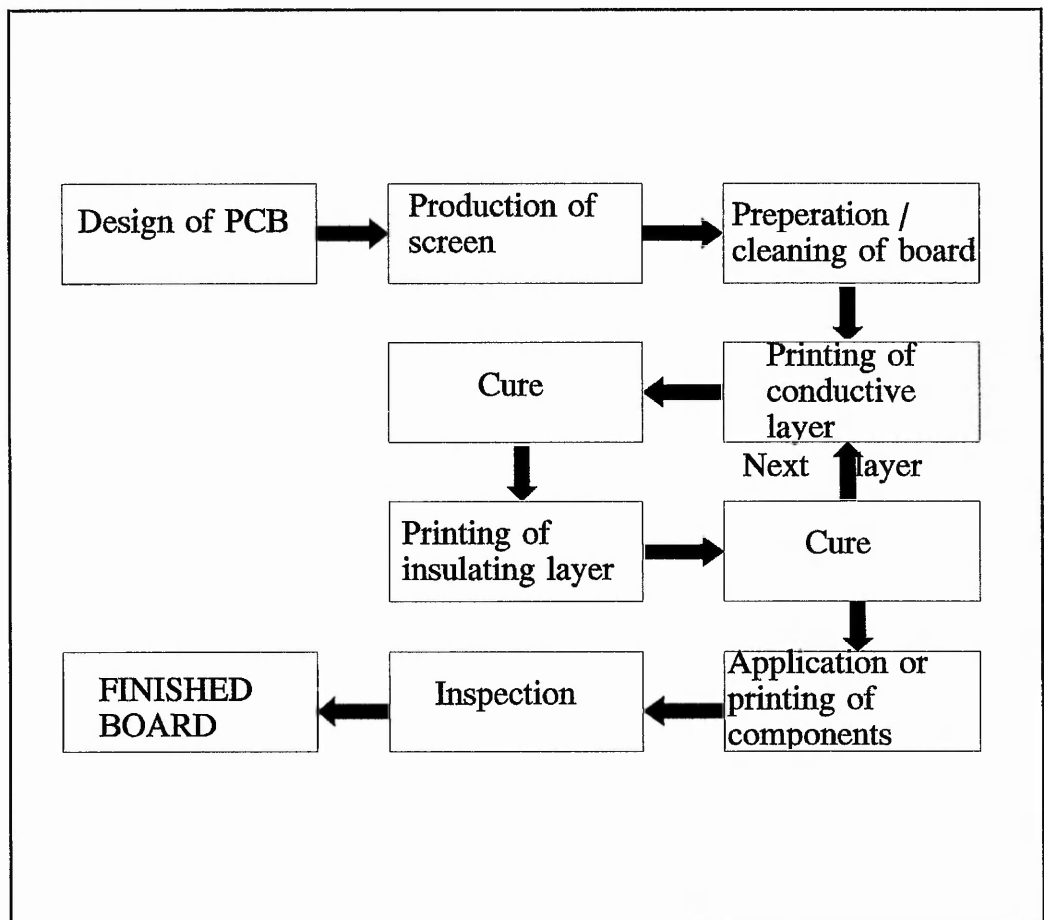 Design of PCB
Production of
screen
Preperation /
cleaning of board
Printing of
conductive
layer
Cure
Next layer
Printing of
insulating layer
Cure
Application or
printing of
components
Inspection
FINISHED
BOARD